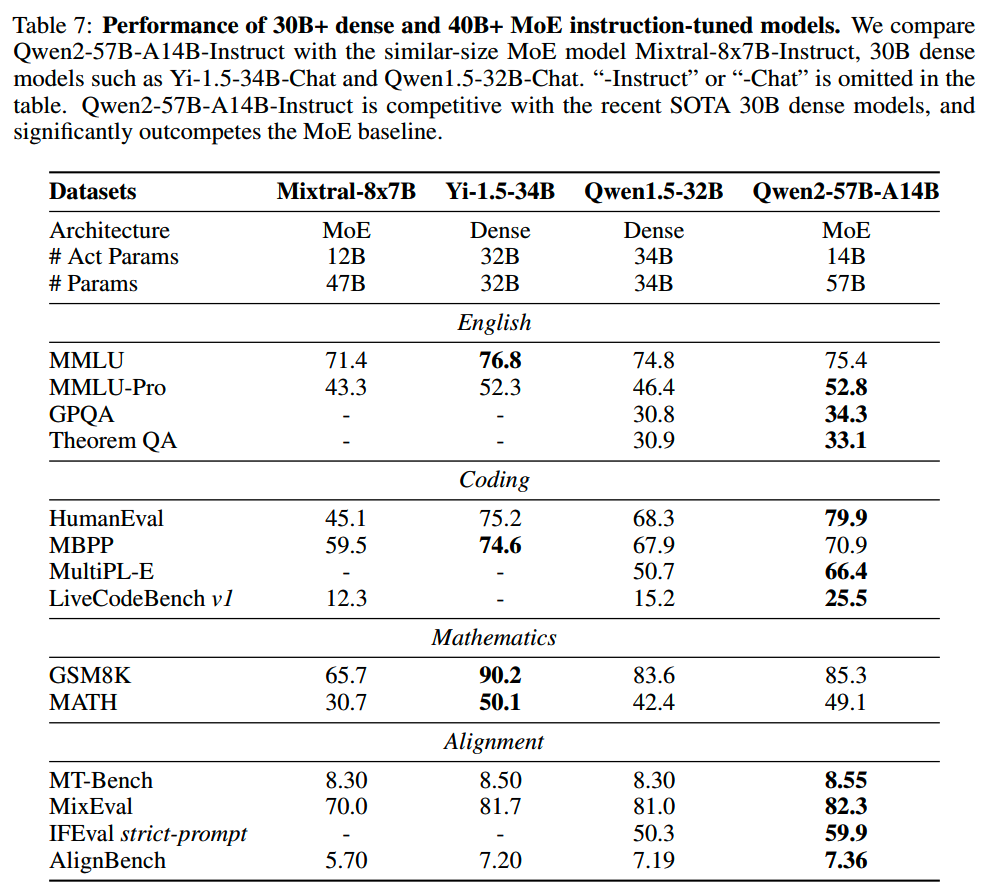 Table 7: Performance of 30B+ dense and 40B+ MoE instruction-tuned models. We compare
Qwen2-57B-A14B-Instruct with the similar-size MoE model Mixtral-8x7B-Instruct, 30B dense
models such as Yi-1.5-34B-Chat and Qwen1.5-32B-Chat. “-Instruct” or “-Chat” is omitted in the
table. Qwen2-57B-A14B-Instruct is competitive with the recent SOTA 30B dense models, and
significantly outcompetes the MoE baseline.
Datasets Mixtral-8x7B Yi-1.5-34B Qwen1.5-32B Qwen2-57B-A14B
Architecture MoE Dense Dense MoE
# Act Params 12B 32B 34B 14B
# Params 47B 32B 34B 57B
English
MMLU 71.4 76.8 74.8 75.4
MMLU-Pro 43.3 52.3 46.4 52.8
GPQA - - 30.8 34.3
Theorem QA - - 30.9 33.1
Coding
HumanEval 45.1 75.2 68.3 79.9
MBPP 59.5 74.6 67.9 70.9
MultiPL-E - - 50.7 66.4
LiveCodeBench v1 12.3 - 15.2 25.5
Mathematics
GSM8K 65.7 90.2 83.6 85.3
MATH 30.7 50.1 42.4 49.1
Alignment
MT-Bench 8.30 8.50 8.30 8.55
MixEval 70.0 81.7 81.0 82.3
IFEval strict-prompt - - 50.3 59.9
AlignBench 5.70 7.20 7.19 7.36